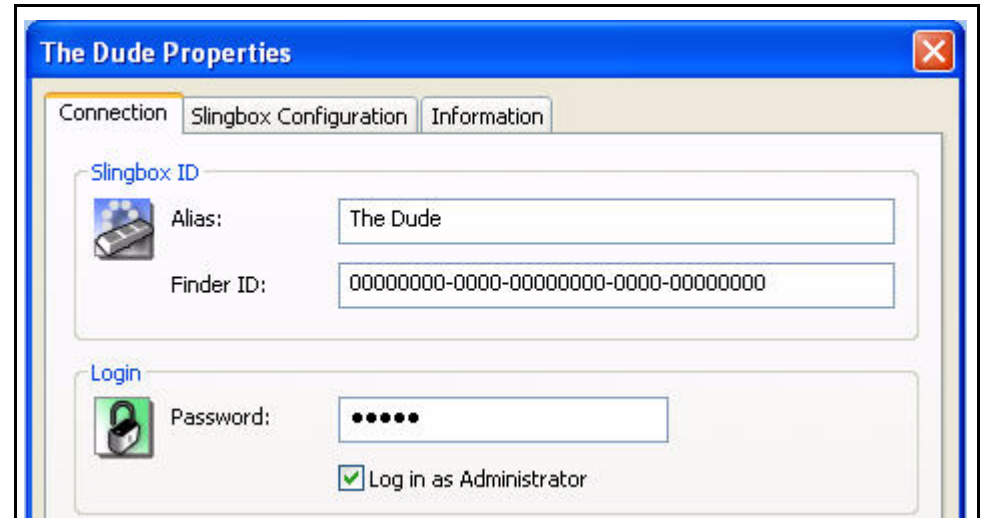 The Dude Properties
Connection
Slingbox Configuration
Information
Slingbox ID
Alias:
The Dude
Finder ID:
00000000-0000-00000000-0000-00000000
Login
Password:
•••••
Log in as Administrator